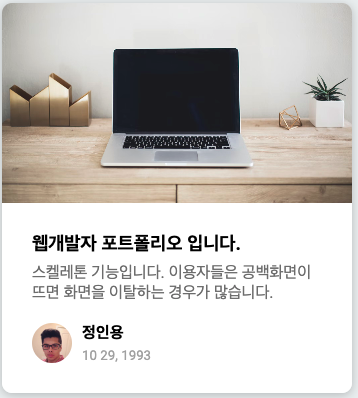 웹개발자 포트폴리오 입니다.
스켈레톤 기능입니다. 이용자들은 공백화면이
뜨면 화면을 이탈하는 경우가 많습니다.
정인용
10 29, 1993